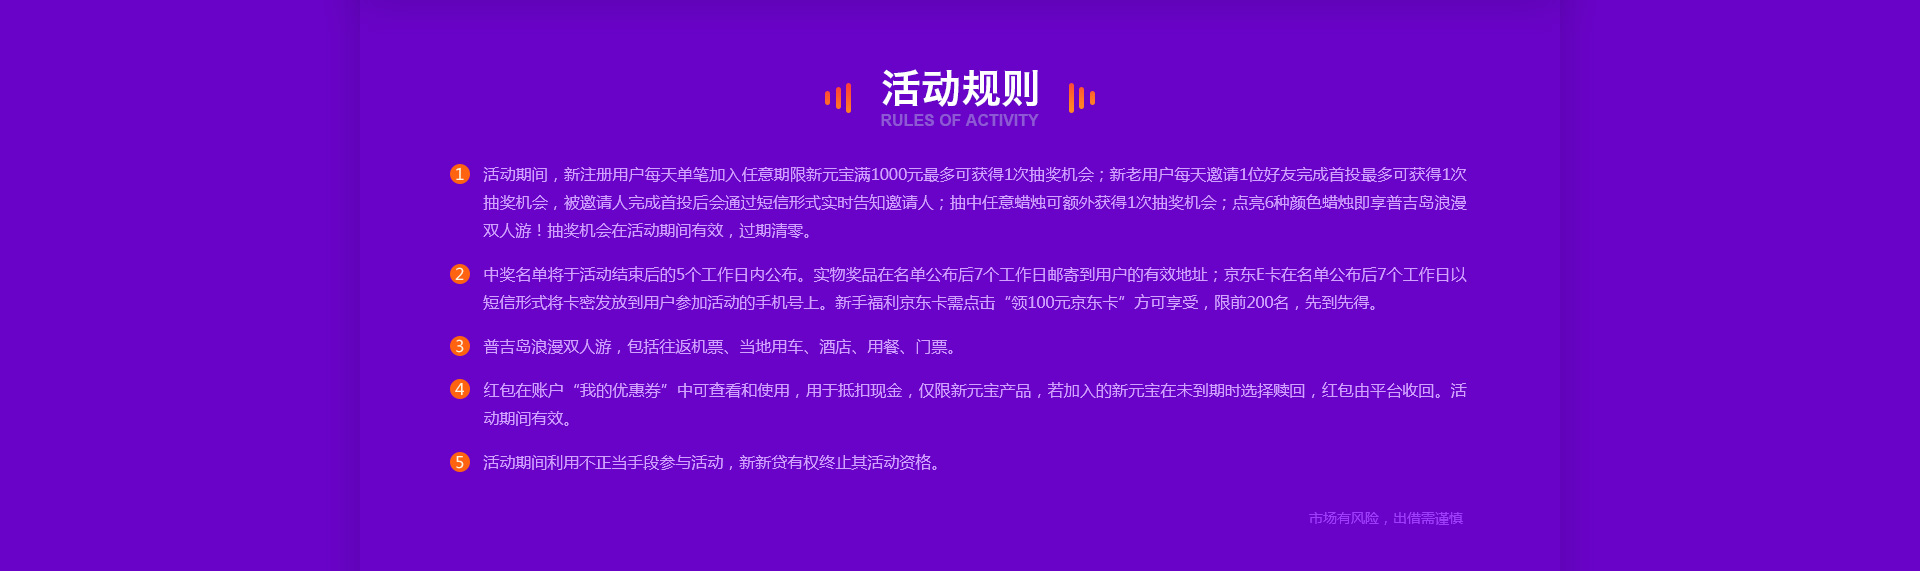 活动规则
RULES OF ACTIVITY
1 活动期间，新注册用户每天单笔加入任意期限新元宝满1000元最多可获得1次抽奖机会；新老用户每天邀请1位好友完成首投最多可获得1次
抽奖机会，被邀请人完成首投后会通过短信形式实时告知邀请人；抽中任意蜡烛可额外获得1次抽奖机会；点亮6种颜色蜡烛即享普吉岛浪漫
双人游！抽奖机会在活动期间有效，过期清零。
2 中奖名单将于活动结束后的5个工作日内公布。实物奖品在名单公布后7个工作日邮寄到用户的有效地址；京东E卡在名单公布后7个工作日以
短信形式将卡密发放到用户参加活动的手机号上。新手福利京东卡需点击“领100元京东卡”方可享受，限前200名，先到先得。
3 普吉岛浪漫双人游，包括往返机票、当地用车、酒店、用餐、门票。
4 红包在账户“我的优惠券”中可查看和使用，用于抵扣现金，仅限新元宝产品，若加入的新元宝在未到期时选择赎回，红包由平台收回。活
动期间有效。
5 活动期间利用不正当手段参与活动，新新贷有权终止其活动资格。
市场有风险，出借需谨慎